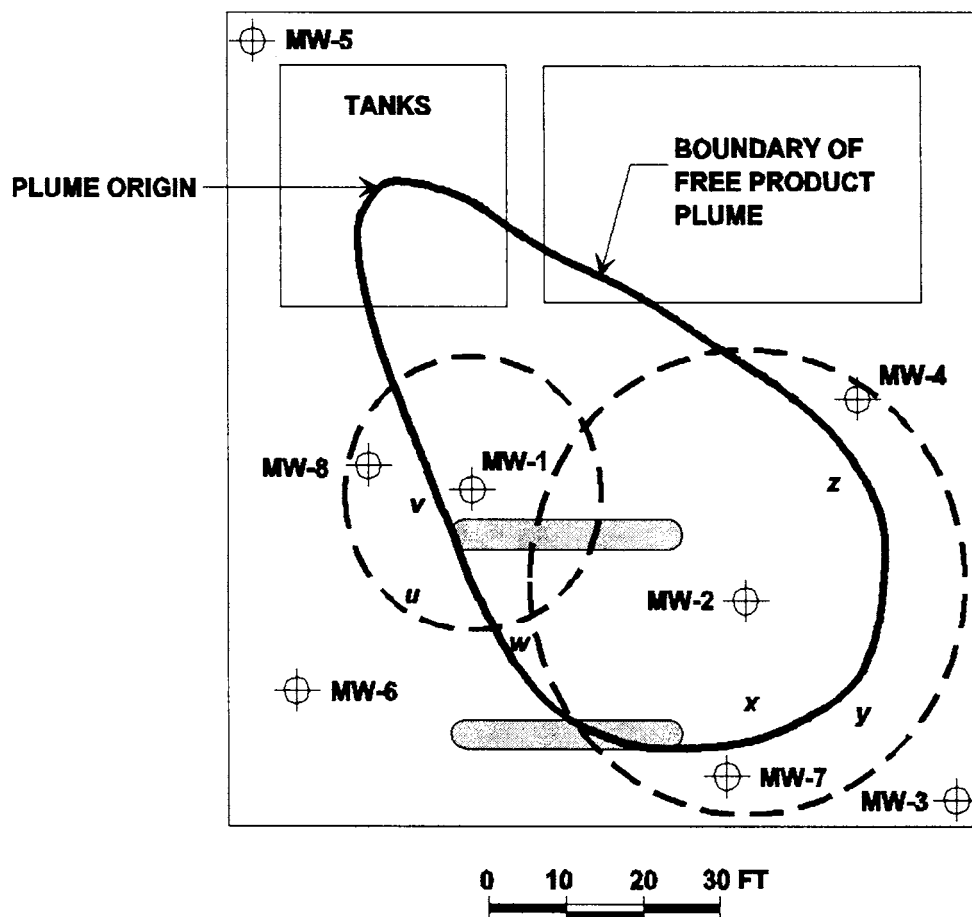 MW-5
TANKS
PLUME ORIGIN
BOUNDARY OF
FREE PRODUCT
PLUME
MW-4
MW-8
MW-1
v
z
u
MW-2
w
MW-6
x
y
MW-7
MW-3
0 10 20 30 FT